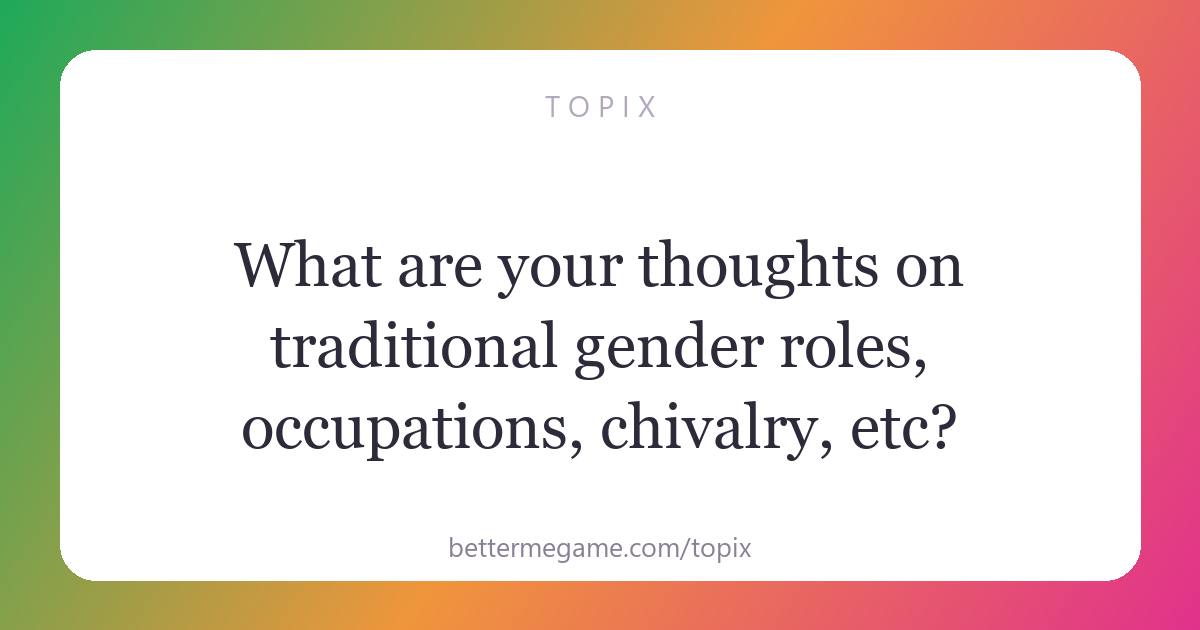 TOPIX
What are your thoughts on
traditional gender roles,
occupations, chivalry, etc?
bettermegame.com/topix